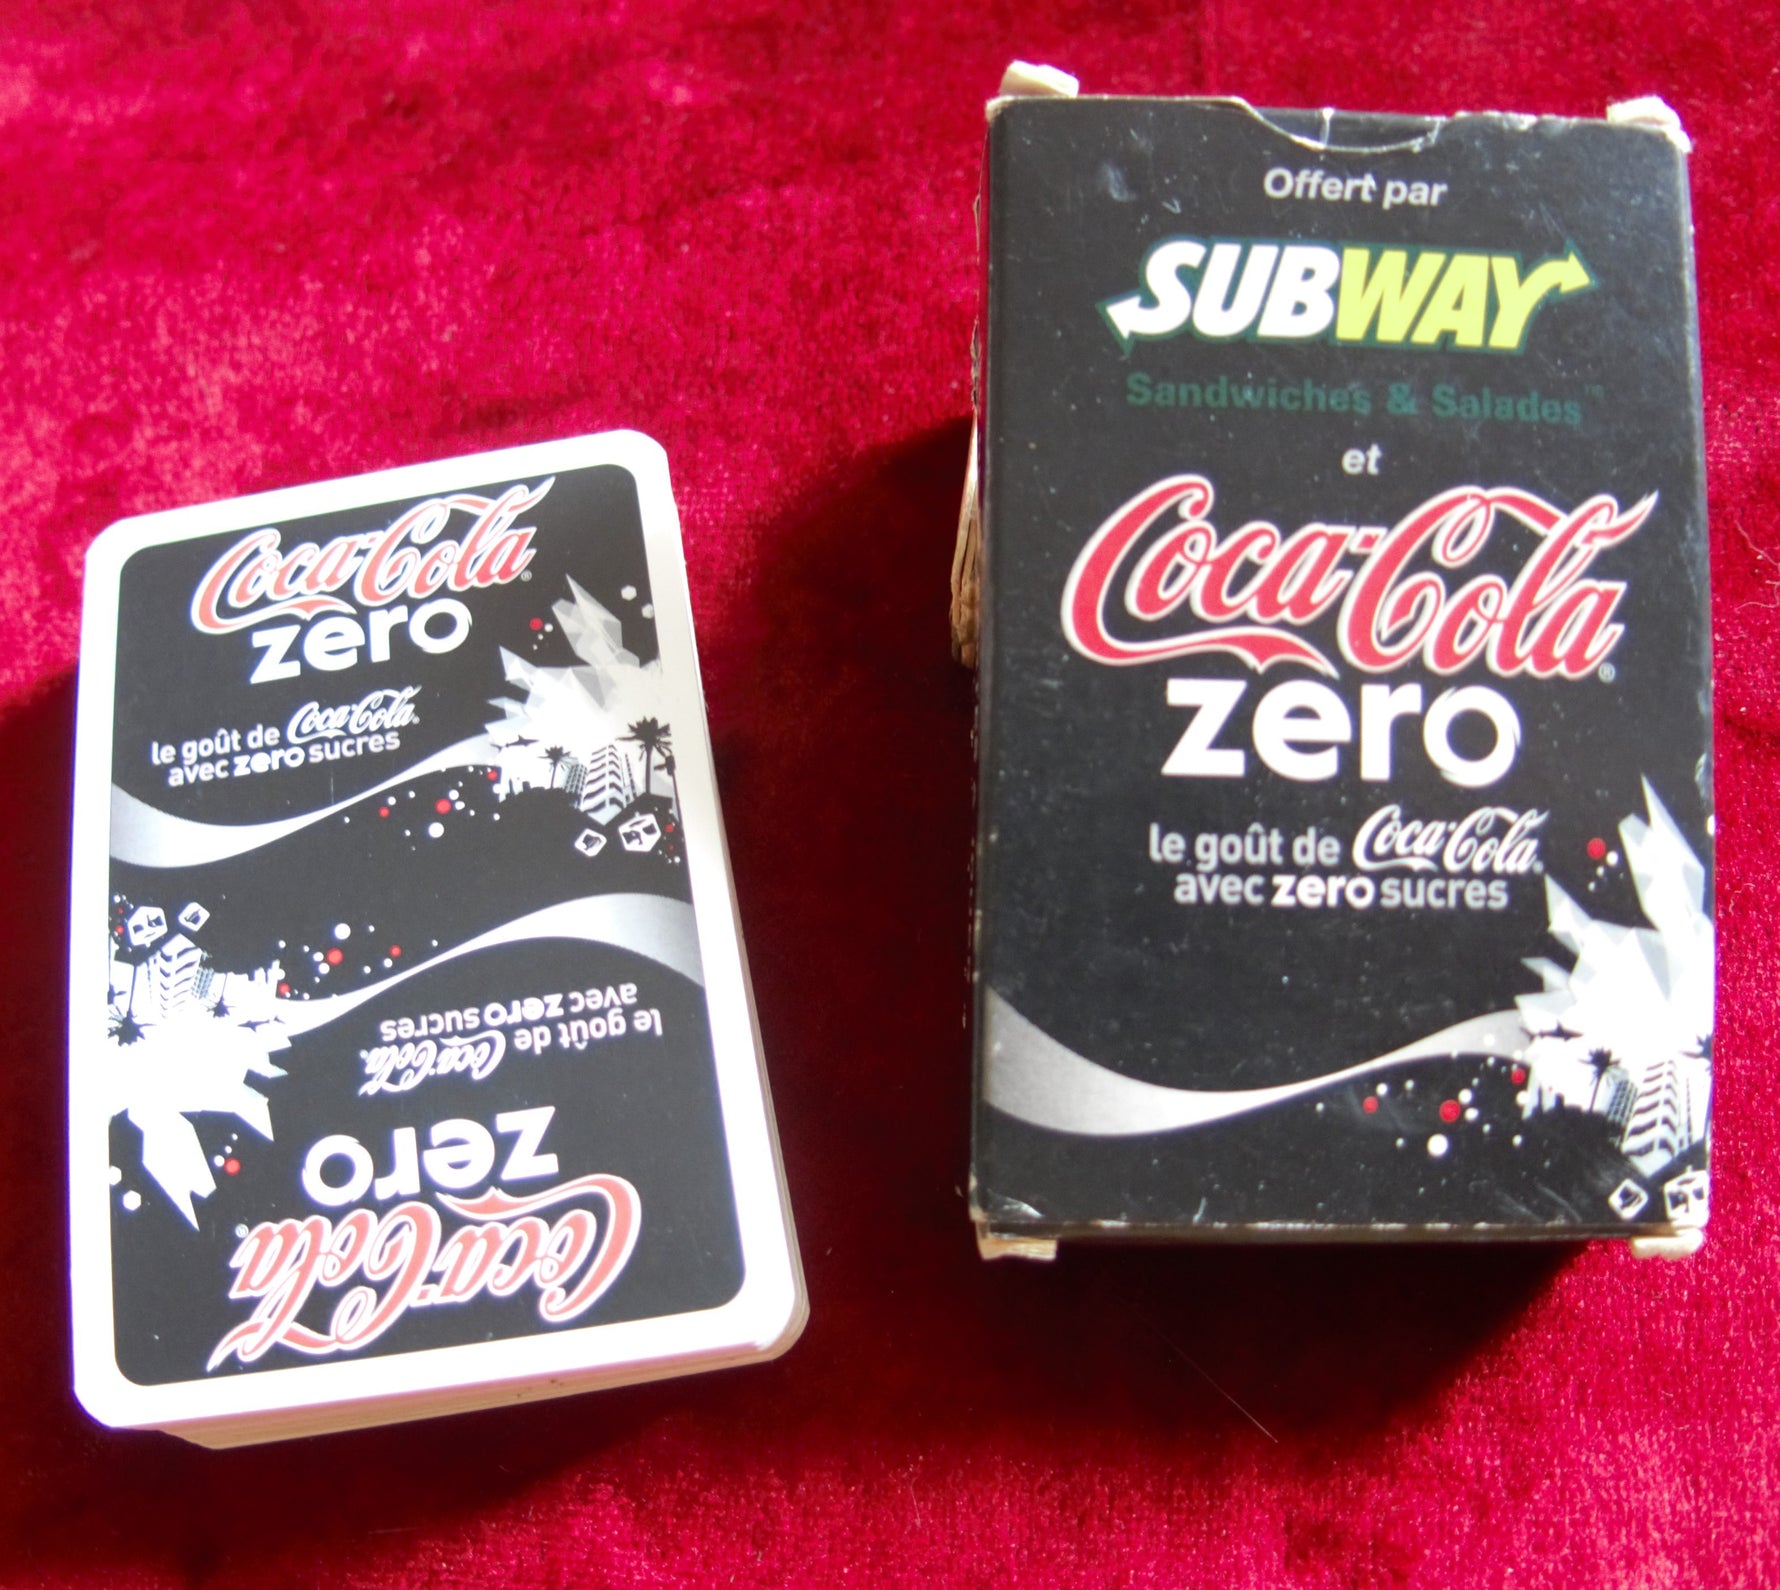 Coca-Cola
zero
le goût de Coca-Cola
avec zero sucres
le goût de Coca-Cola
avec zero sucres
zero
Coca-Cola
Offert par
SUBWAY
Sandwiches & Salades™
et
Coca-Cola®
zero
le goût de Coca-Cola
avec zero sucres